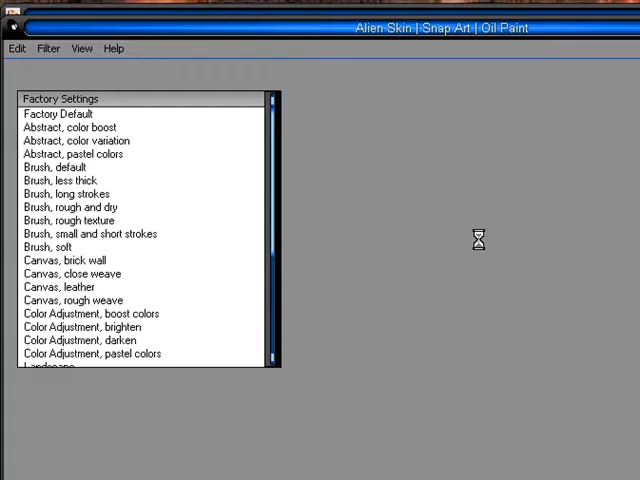 Alien Skin | Snap Art | Oil Paint
Edit Filter View Help
Factory Settings
Factory Default
Abstract, color boost
Abstract, color variation
Abstract, pastel colors
Brush, default
Brush, less thick
Brush, long strokes
Brush, rough and dry
Brush, rough texture
Brush, small and short strokes
Brush, soft
Canvas, brick wall
Canvas, close weave
Canvas, leather
Canvas, rough weave
Color Adjustment, boost colors
Color Adjustment, brighten
Color Adjustment, darken
Color Adjustment, pastel colors
Landscape